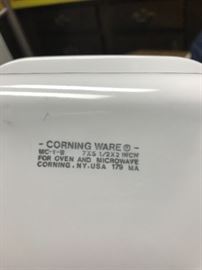 - CORNING WARE ® -
MC-1-B 7X5 1/2X2 INCH
FOR OVEN AND MICROWAVE
CORNING, NY. USA 179 MA